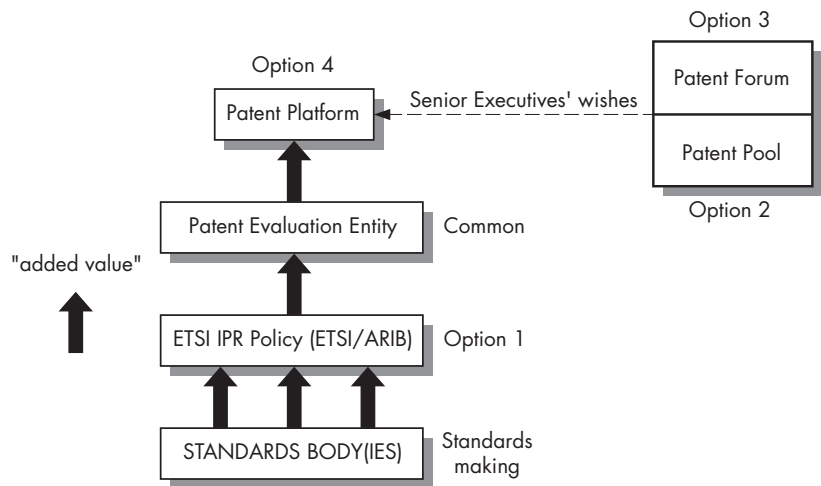 Option 3
Patent Forum
Patent Pool
Option 2
Option 4
Patent Platform
Senior Executives' wishes
Patent Evaluation Entity
Common
"added value"
ETSI IPR Policy (ETSI/ARIB)
Option 1
STANDARDS BODY(IES)
Standards
making